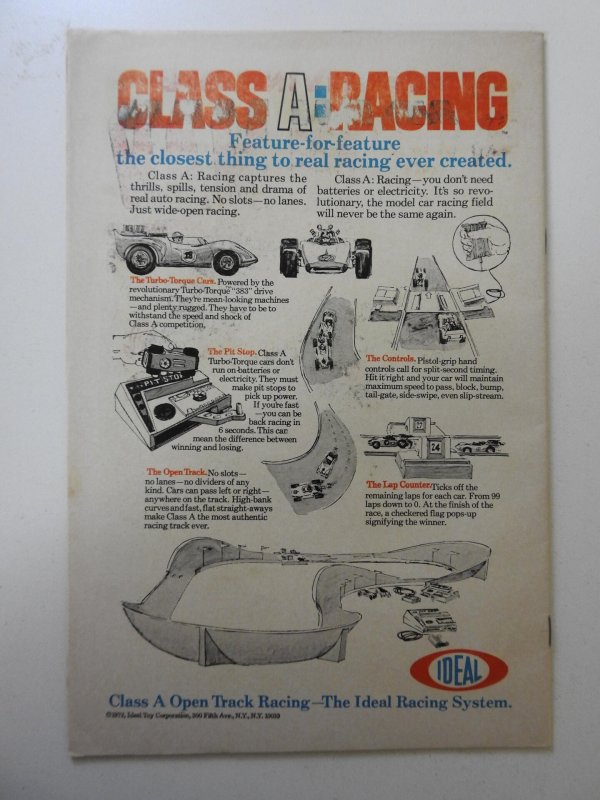 CLASS A: RACING
TM
Feature-for-feature
the closest thing to real racing ever created.
Class A: Racing captures the
thrills, spills, tension and drama of
real auto racing. No slots—no lanes.
Just wide-open racing.
Class A: Racing—you don't need
batteries or electricity. It's so revo-
lutionary, the model car racing field
will never be the same again.
The Turbo-Torque Cars. Powered by the
revolutionary Turbo-Torque "383" drive
mechanism. They're mean-looking machines
—and plenty rugged. They have to be to
withstand the speed and shock of
Class A competition.
The Pit Stop. Class A
Turbo-Torque cars don't
run on batteries or
electricity. They must
make pit stops to
pick up power.
If you're fast
—you can be
back racing in
6 seconds. This can
mean the difference between
winning and losing.
PIT STOP
The Controls. Pistol-grip hand
controls call for split-second timing.
Hit it right and your car will maintain
maximum speed to pass, block, bump,
tail-gate, side-swipe, even slip-stream.
The Open Track. No slots—
no lanes—no dividers of any
kind. Cars can pass left or right—
anywhere on the track. High-bank
curves and fast, flat straight-aways
make Class A the most authentic
racing track ever.
24
The Lap Counter. Ticks off the
remaining laps for each car. From 99
laps down to 0. At the finish of the
race, a checkered flag pops-up
signifying the winner.
IDEAL
Class A Open Track Racing—The Ideal Racing System.
©1972, Ideal Toy Corporation, 200 Fifth Ave., N.Y., N.Y. 10010